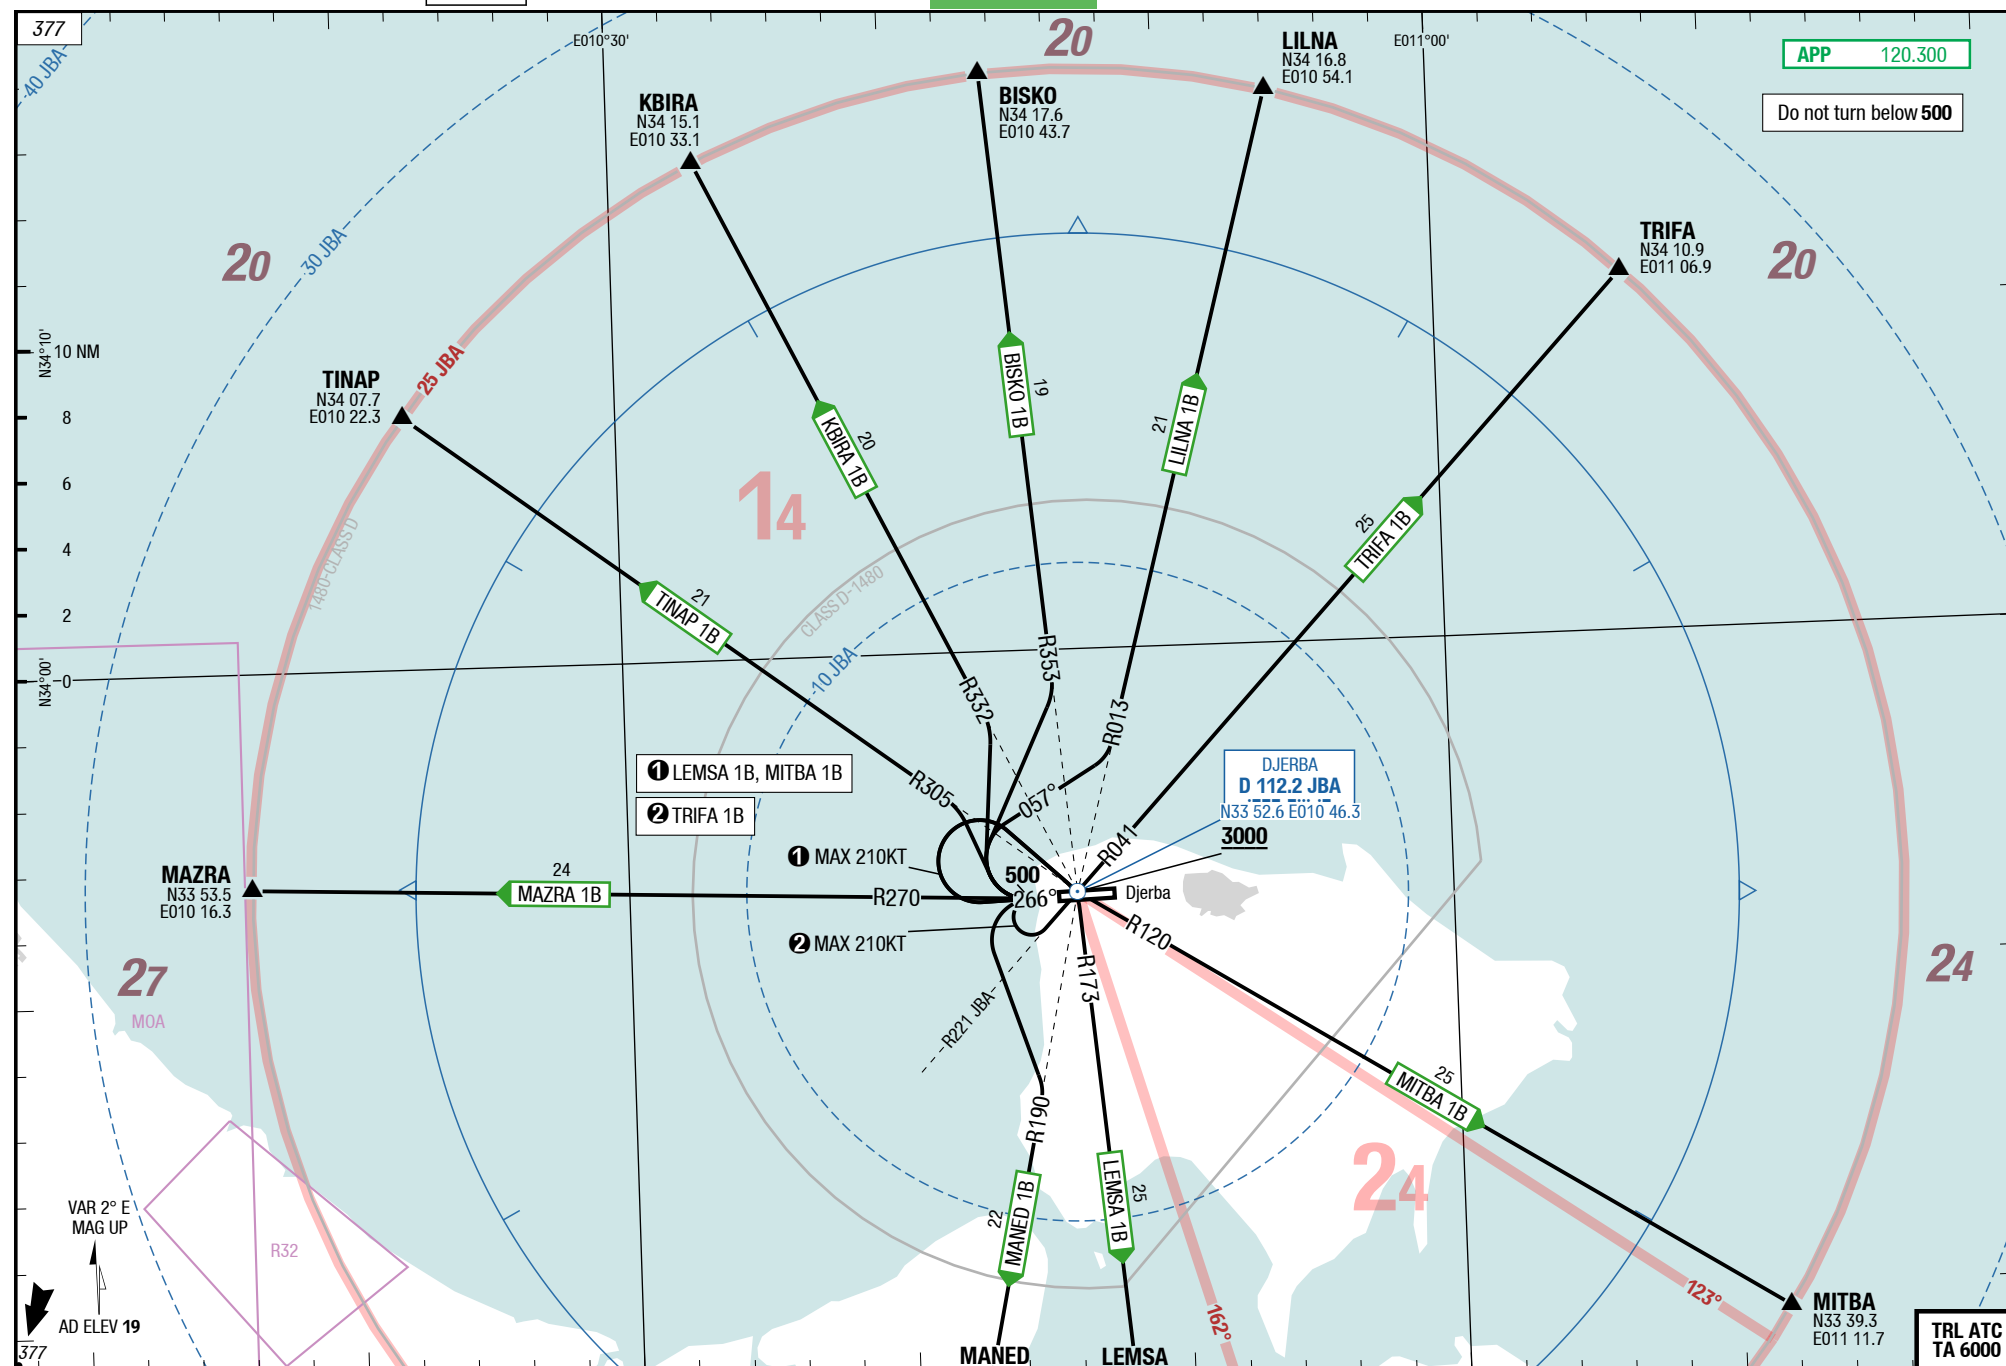 377
40 JBA
E010°30'
20
LILNA
N34 16.8
E010 54.1
E011°00'
APP 120.300
Do not turn below 500
KBIRA
N34 15.1
E010 33.1
BISKO
N34 17.6
E010 43.7
TRIFA
N34 10.9
E011 06.9
20
30 JBA
20
N34°10'
10 NM
25 JBA
TINAP
N34 07.7
E010 22.3
8
6
4
2
0
N34°00'
BISKO 1B
19
LILNA 1B
21
KBIRA 1B
20
14
TRIFA 1B
25
1480-CLASS D
CLASS D-1480
TINAP 1B
21
10 JBA
R353
R332
R013
R305
057°
R041
1 LEMSA 1B, MITBA 1B
2 TRIFA 1B
DJERBA
D 112.2 JBA
N33 52.6 E010 46.3
3000
1 MAX 210KT
500
266°
Djerba
MAZRA
N33 53.5
E010 16.3
24
MAZRA 1B
R270
2 MAX 210KT
R120
R173
27
MOA
24
R221 JBA
R190
MITBA 1B
25
24
MANED 1B
22
LEMSA 1B
25
VAR 2° E
MAG UP
R32
AD ELEV 19
377
162°
123°
MITBA
N33 39.3
E011 11.7
MANED
LEMSA
TRL ATC
TA 6000